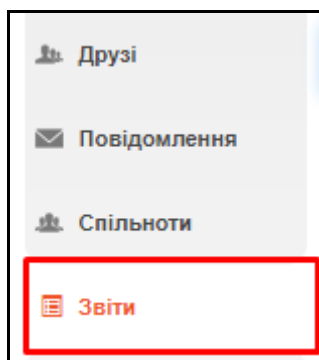 Друзі
Повідомлення
Спільноти
Звіти